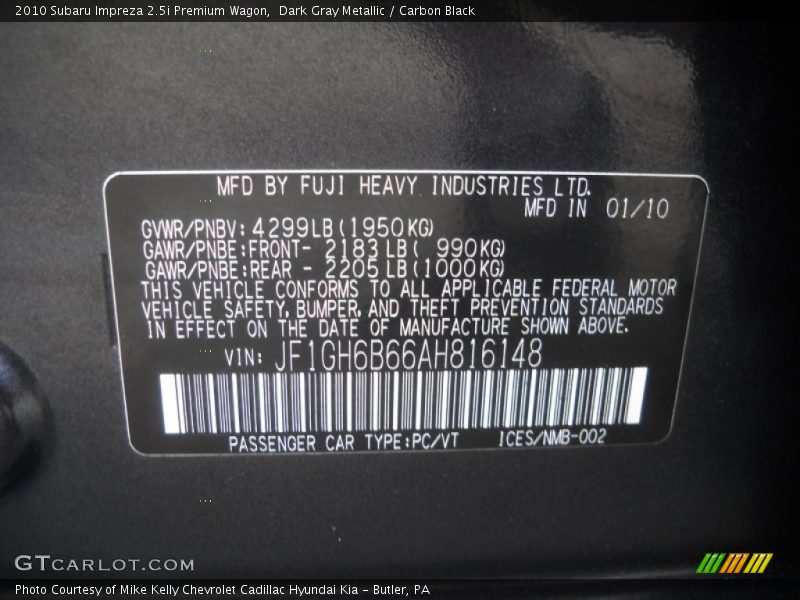 2010 Subaru Impreza 2.5i Premium Wagon,  Dark Gray Metallic / Carbon Black
MFD BY FUJI HEAVY INDUSTRIES LTD.
MFD IN 01/10
GVWR/PNBV: 4299LB(1950KG)
GAWR/PNBE:FRONT- 2183LB( 990KG)
GAWR/PNBE:REAR - 2205LB(1000KG)
THIS VEHICLE CONFORMS TO ALL APPLICABLE FEDERAL MOTOR
VEHICLE SAFETY, BUMPER, AND THEFT PREVENTION STANDARDS
IN EFFECT ON THE DATE OF MANUFACTURE SHOWN ABOVE.
VIN: JF1GH6B66AH816148
PASSENGER CAR TYPE:PC/VT ICES/NMB-002
GTCARLOT.COM
Photo Courtesy of Mike Kelly Chevrolet Cadillac Hyundai Kia – Butler, PA